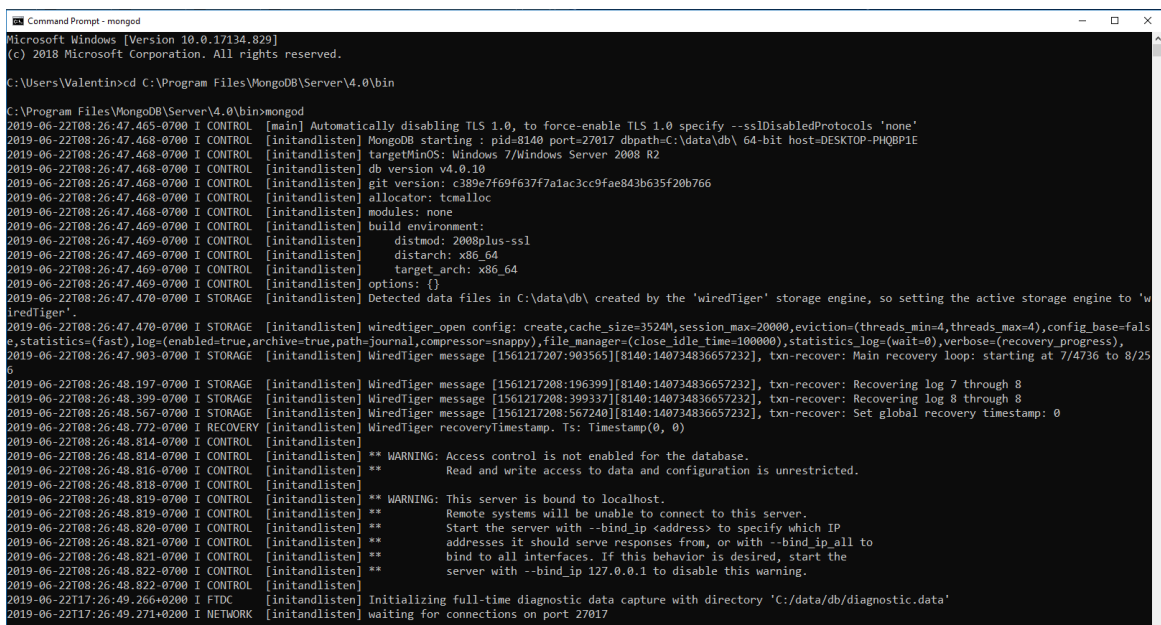 Command Prompt - mongod
Microsoft Windows [Version 10.0.17134.829]
(c) 2018 Microsoft Corporation. All rights reserved.
C:\Users\Valentin>cd C:\Program Files\MongoDB\Server\4.0\bin
C:\Program Files\MongoDB\Server\4.0\bin>mongod
2019-06-22T08:26:47.465-0700 I CONTROL  [main] Automatically disabling TLS 1.0, to force-enable TLS 1.0 specify --sslDisabledProtocols 'none'
2019-06-22T08:26:47.468-0700 I CONTROL  [initandlisten] MongoDB starting : pid=8140 port=27017 dbpath=C:\data\db\ 64-bit host=DESKTOP-PHQBP1E
2019-06-22T08:26:47.468-0700 I CONTROL  [initandlisten] targetMinOS: Windows 7/Windows Server 2008 R2
2019-06-22T08:26:47.468-0700 I CONTROL  [initandlisten] db version v4.0.10
2019-06-22T08:26:47.468-0700 I CONTROL  [initandlisten] git version: c389e7f69f637f7a1ac3cc9fae843b635f20b766
2019-06-22T08:26:47.468-0700 I CONTROL  [initandlisten] allocator: tcmalloc
2019-06-22T08:26:47.468-0700 I CONTROL  [initandlisten] modules: none
2019-06-22T08:26:47.469-0700 I CONTROL  [initandlisten] build environment:
2019-06-22T08:26:47.469-0700 I CONTROL  [initandlisten]     distmod: 2008plus-ssl
2019-06-22T08:26:47.469-0700 I CONTROL  [initandlisten]     distarch: x86_64
2019-06-22T08:26:47.469-0700 I CONTROL  [initandlisten]     target_arch: x86_64
2019-06-22T08:26:47.469-0700 I CONTROL  [initandlisten] options: {}
2019-06-22T08:26:47.470-0700 I STORAGE  [initandlisten] Detected data files in C:\data\db\ created by the 'wiredTiger' storage engine, so setting the active storage engine to 'w
iredTiger'.
2019-06-22T08:26:47.470-0700 I STORAGE  [initandlisten] wiredtiger_open config: create,cache_size=3524M,session_max=20000,eviction=(threads_min=4,threads_max=4),config_base=fals
e,statistics=(fast),log=(enabled=true,archive=true,path=journal,compressor=snappy),file_manager=(close_idle_time=100000),statistics_log=(wait=0),verbose=(recovery_progress),
2019-06-22T08:26:47.903-0700 I STORAGE  [initandlisten] WiredTiger message [1561217207:903565][8140:140734836657232], txn-recover: Main recovery loop: starting at 7/4736 to 8/25
6
2019-06-22T08:26:48.197-0700 I STORAGE  [initandlisten] WiredTiger message [1561217208:196399][8140:140734836657232], txn-recover: Recovering log 7 through 8
2019-06-22T08:26:48.399-0700 I STORAGE  [initandlisten] WiredTiger message [1561217208:399337][8140:140734836657232], txn-recover: Recovering log 8 through 8
2019-06-22T08:26:48.567-0700 I STORAGE  [initandlisten] WiredTiger message [1561217208:567240][8140:140734836657232], txn-recover: Set global recovery timestamp: 0
2019-06-22T08:26:48.772-0700 I RECOVERY [initandlisten] WiredTiger recoveryTimestamp. Ts: Timestamp(0, 0)
2019-06-22T08:26:48.814-0700 I CONTROL  [initandlisten]
2019-06-22T08:26:48.814-0700 I CONTROL  [initandlisten] ** WARNING: Access control is not enabled for the database.
2019-06-22T08:26:48.816-0700 I CONTROL  [initandlisten] **          Read and write access to data and configuration is unrestricted.
2019-06-22T08:26:48.818-0700 I CONTROL  [initandlisten]
2019-06-22T08:26:48.819-0700 I CONTROL  [initandlisten] ** WARNING: This server is bound to localhost.
2019-06-22T08:26:48.819-0700 I CONTROL  [initandlisten] **          Remote systems will be unable to connect to this server.
2019-06-22T08:26:48.820-0700 I CONTROL  [initandlisten] **          Start the server with --bind_ip <address> to specify which IP
2019-06-22T08:26:48.821-0700 I CONTROL  [initandlisten] **          addresses it should serve responses from, or with --bind_ip_all to
2019-06-22T08:26:48.821-0700 I CONTROL  [initandlisten] **          bind to all interfaces. If this behavior is desired, start the
2019-06-22T08:26:48.822-0700 I CONTROL  [initandlisten] **          server with --bind_ip 127.0.0.1 to disable this warning.
2019-06-22T08:26:48.822-0700 I CONTROL  [initandlisten]
2019-06-22T17:26:49.266+0200 I FTDC     [initandlisten] Initializing full-time diagnostic data capture with directory 'C:/data/db/diagnostic.data'
2019-06-22T17:26:49.271+0200 I NETWORK  [initandlisten] waiting for connections on port 27017